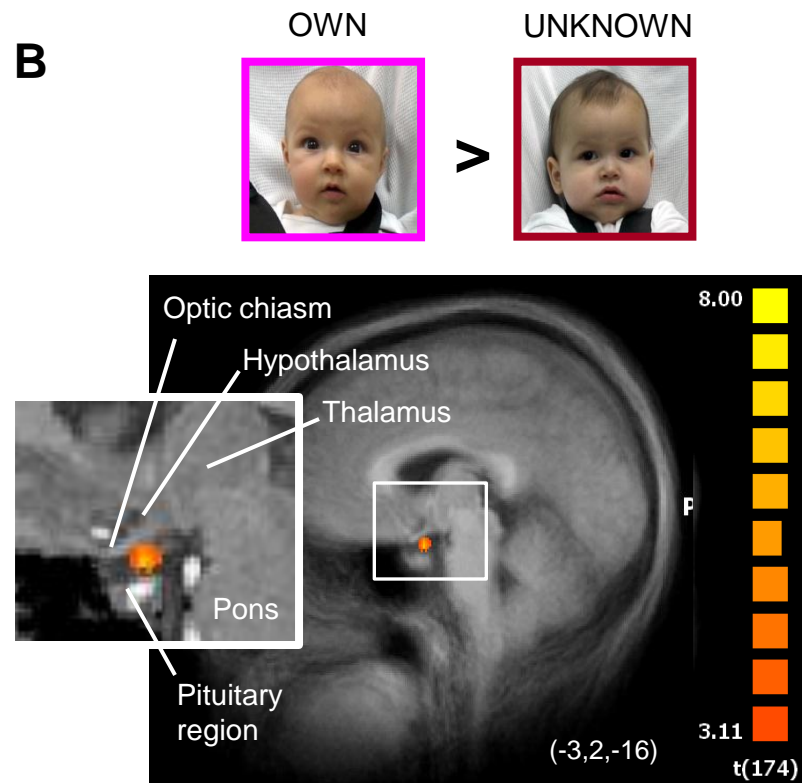 OWN
UNKNOWN
B
>
Optic chiasm
Hypothalamus
Thalamus
Pons
Pituitary
region
8.00
P
3.11
(-3,2,-16)
t(174)